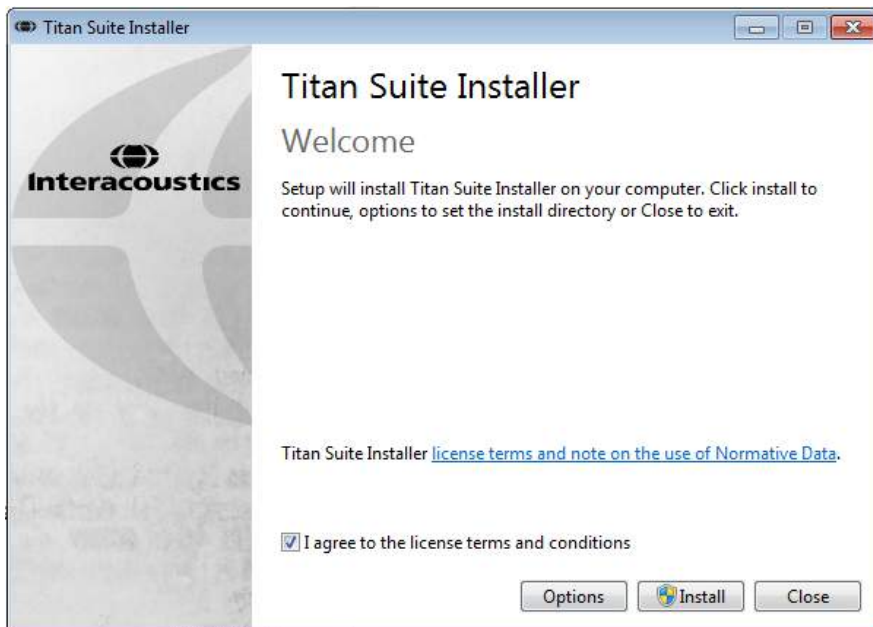 Titan Suite Installer
Interacoustics
Titan Suite Installer
Welcome
Setup will install Titan Suite Installer on your computer. Click install to
continue, options to set the install directory or Close to exit.
Titan Suite Installer license terms and note on the use of Normative Data.
I agree to the license terms and conditions
Options
Install
Close